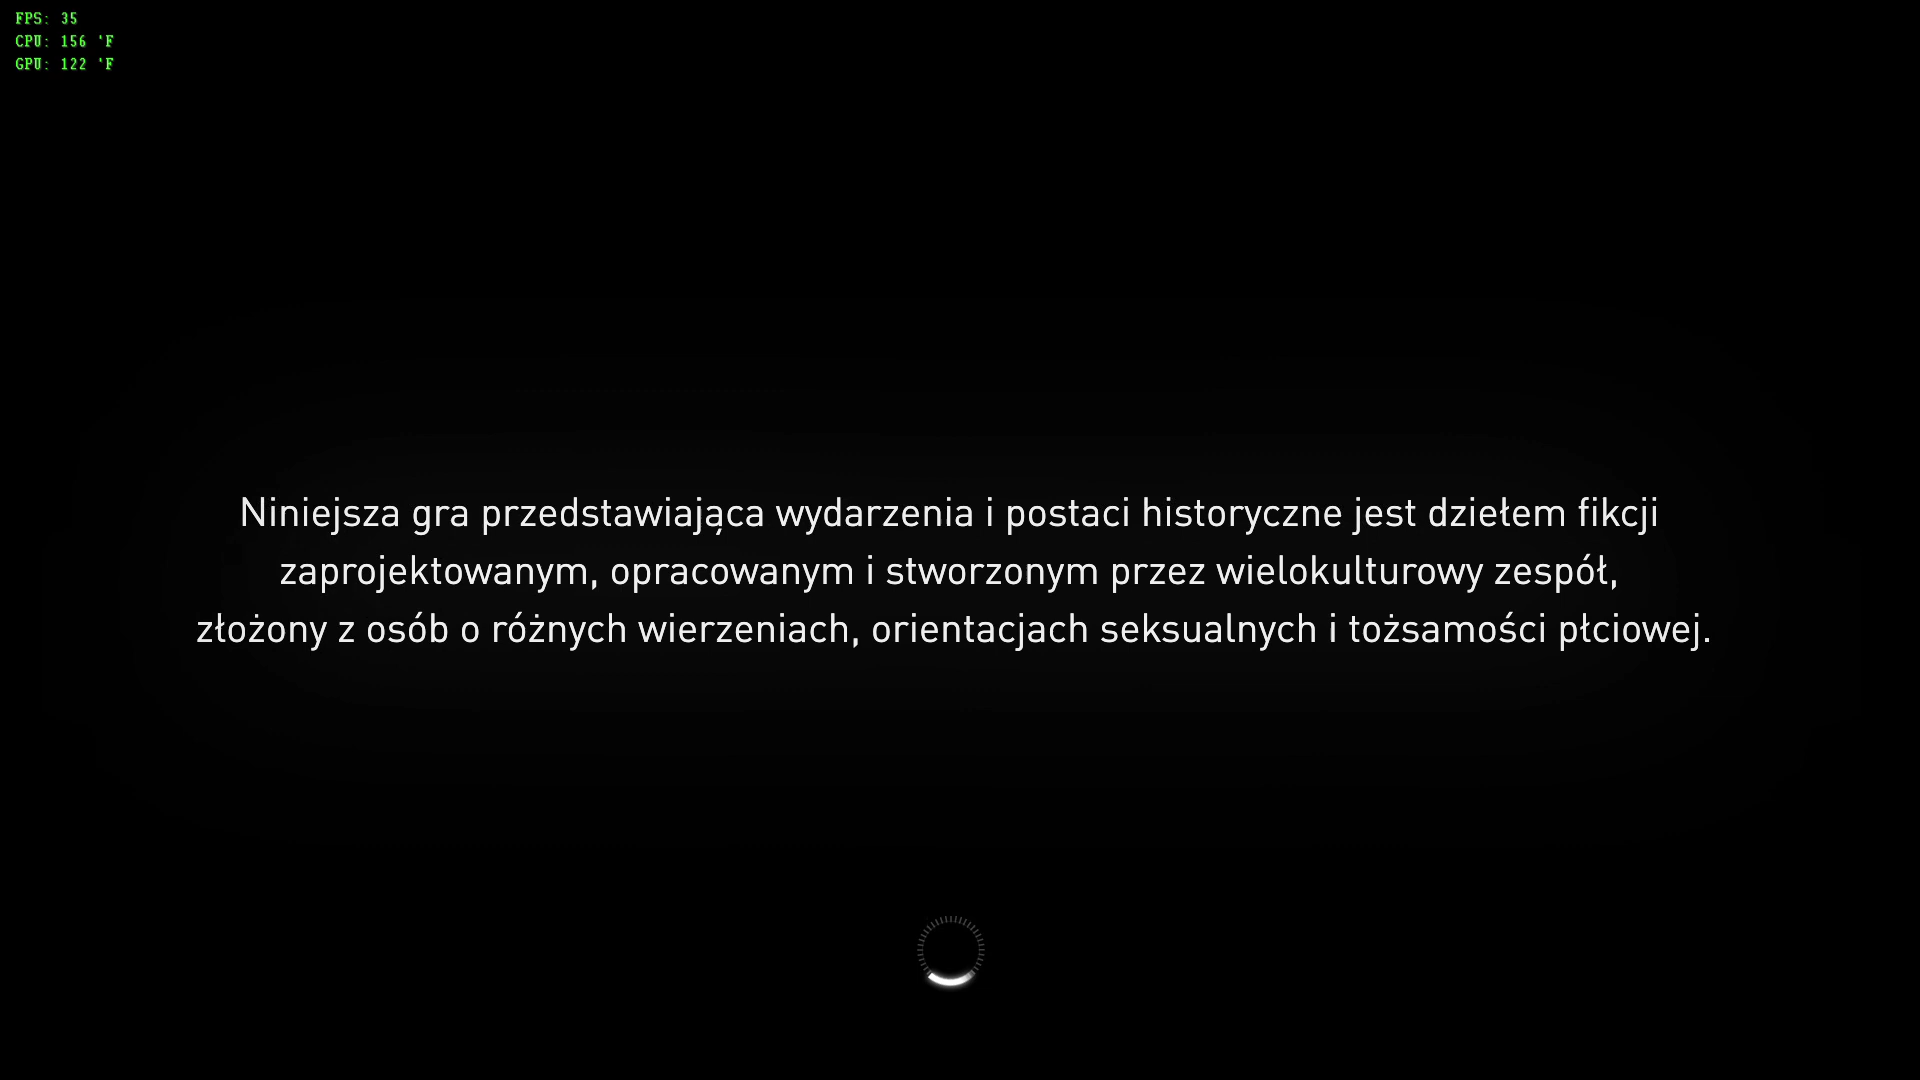 FPS: 35
CPU: 156 'F
GPU: 122 'F
Niniejsza gra przedstawiająca wydarzenia i postaci historyczne jest dziełem fikcji
zaprojektowanym, opracowanym i stworzonym przez wielokulturowy zespół,
złożony z osób o różnych wierzeniach, orientacjach seksualnych i tożsamości płciowej.